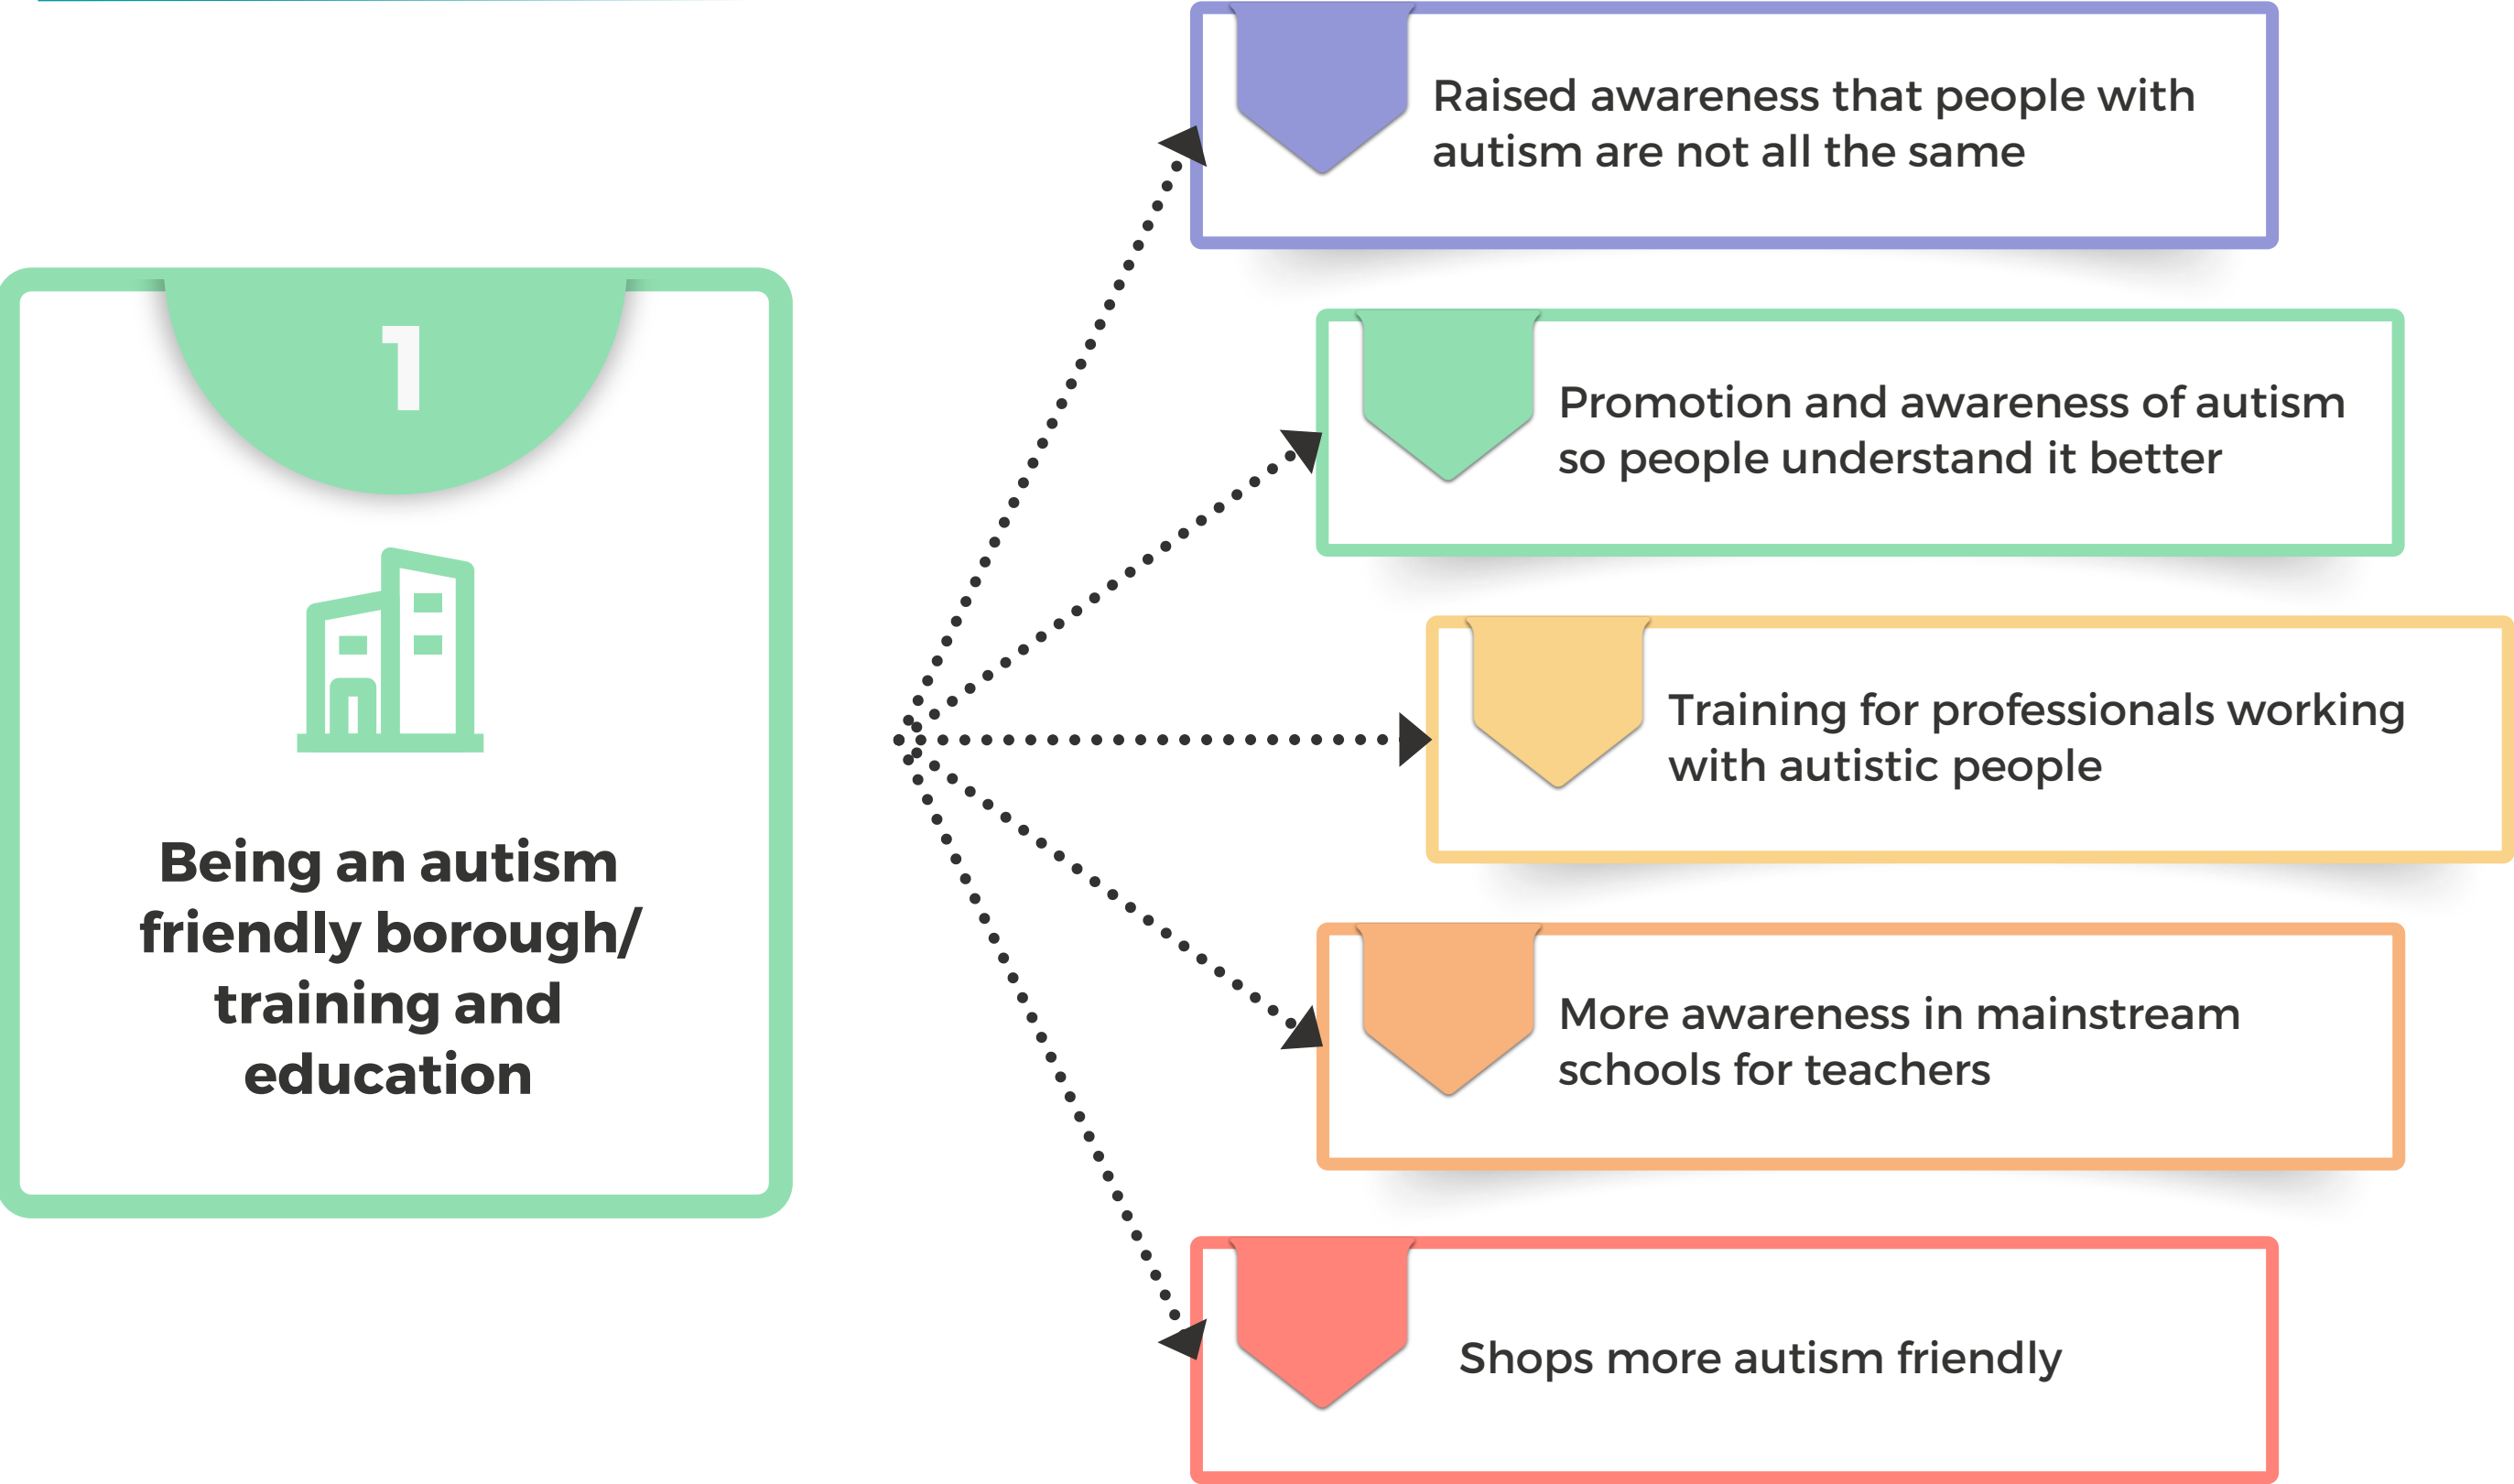 1
Being an autism
friendly borough/
training and
education
Raised awareness that people with
autism are not all the same
Promotion and awareness of autism
so people understand it better
Training for professionals working
with autistic people
More awareness in mainstream
schools for teachers
Shops more autism friendly